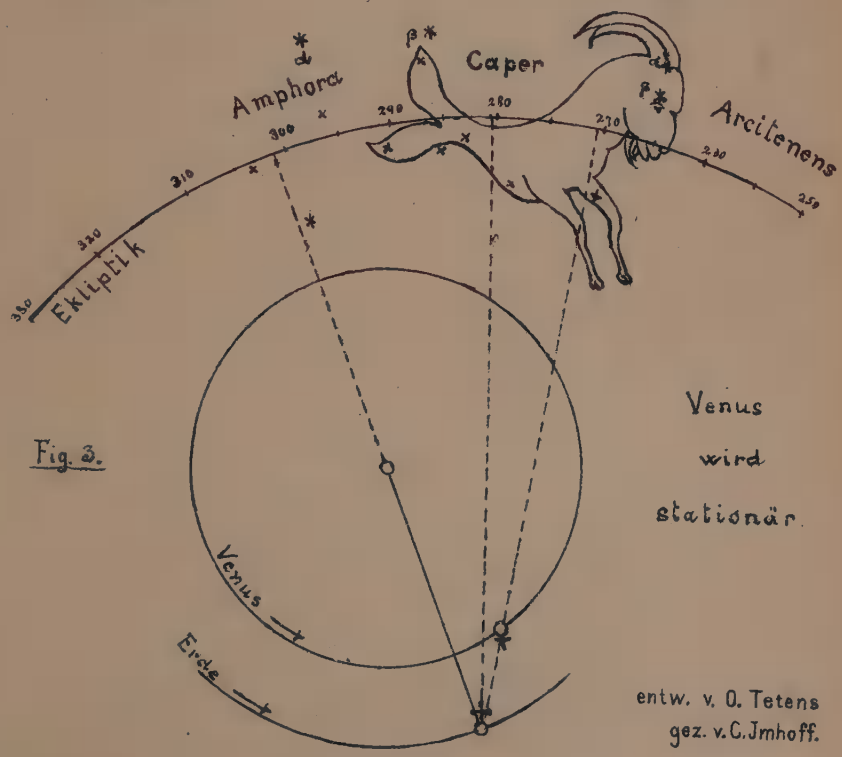 α
Amphora
β
Caper
α
β
Arcitenens
330
320
310
300
290
280
270
260
250
Ekliptik
Fig. 3.
Venus
wird
stationär
Venus
Erde
entw. v. O. Tetens
gez. v. C. Jmhoff.